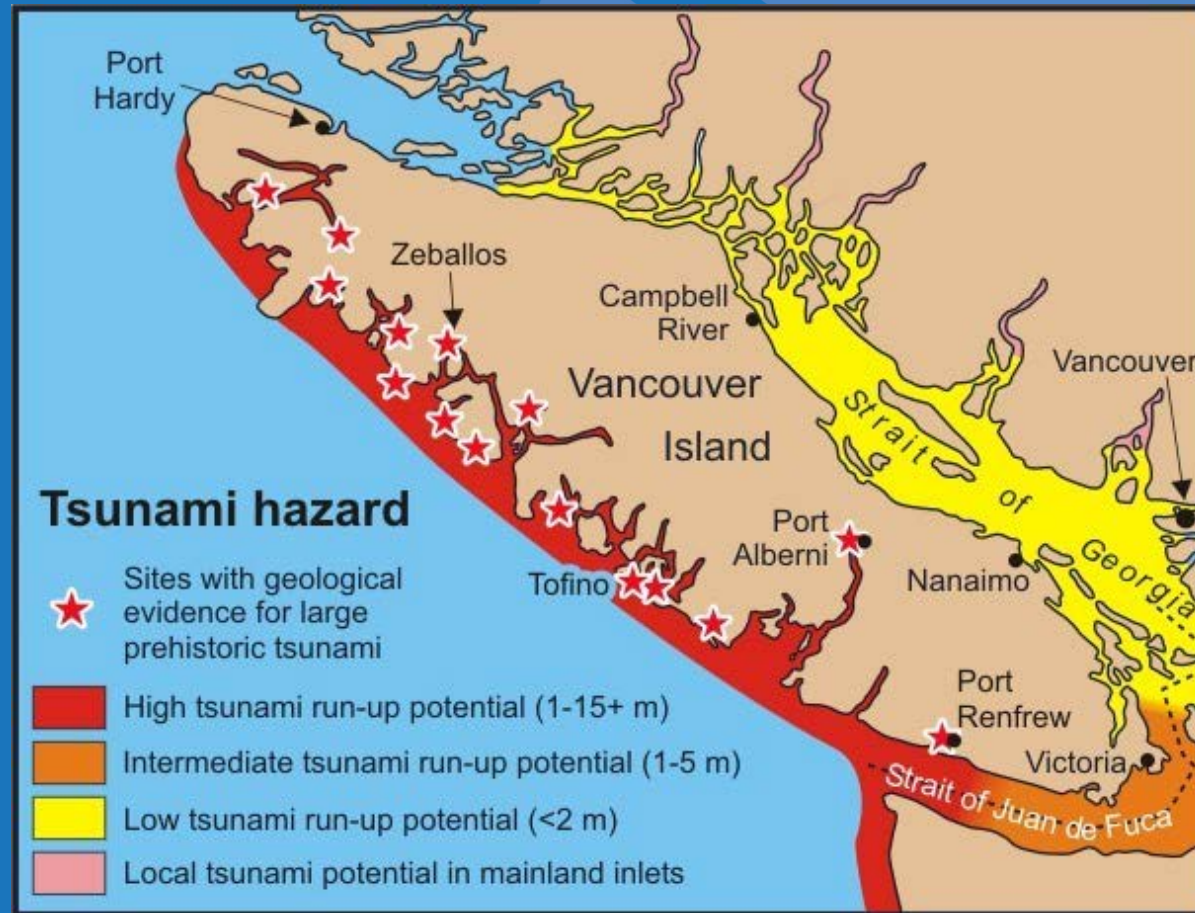 Port
Hardy
Zeballos
Campbell
River
Vancouver
Vancouver
Island
Strait of Georgia
Tsunami hazard
Sites with geological
evidence for large
prehistoric tsunami
High tsunami run-up potential (1-15+ m)
Intermediate tsunami run-up potential (1-5 m)
Low tsunami run-up potential (<2 m)
Local tsunami potential in mainland inlets
Tofino
Port
Alberni
Nanaimo
Port
Renfrew
Victoria
Strait of Juan de Fuca